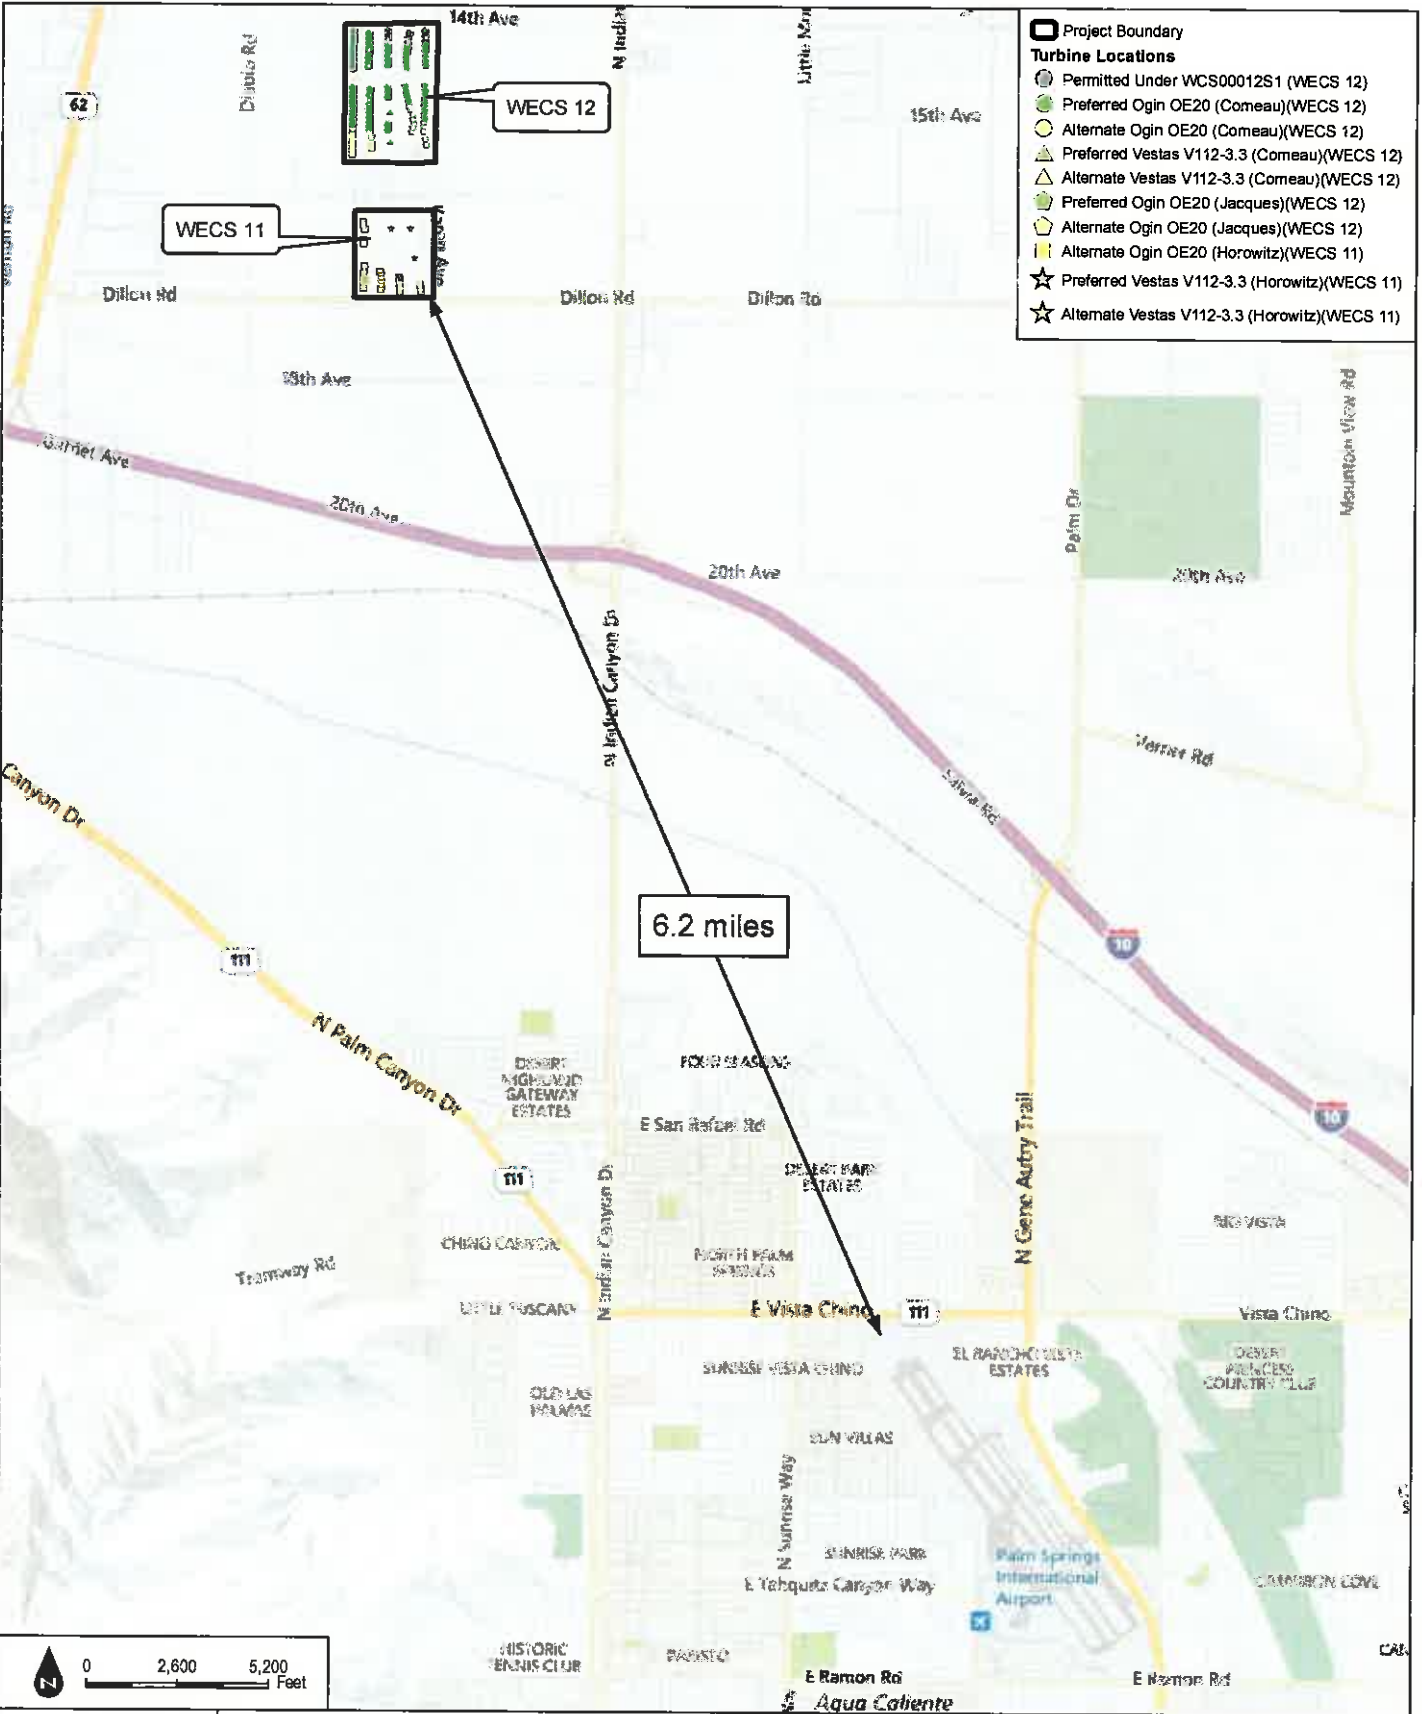 14th Ave
N Indian
62
Diablo Rd
WECS 12
15th Ave
Project Boundary
Turbine Locations
Permitted Under WCS00012S1 (WECS 12)
Preferred Ogin OE20 (Comeau)(WECS 12)
Alternate Ogin OE20 (Comeau)(WECS 12)
Preferred Vestas V112-3.3 (Comeau)(WECS 12)
Alternate Vestas V112-3.3 (Comeau)(WECS 12)
Preferred Ogin OE20 (Jacques)(WECS 12)
Alternate Ogin OE20 (Jacques)(WECS 12)
Alternate Ogin OE20 (Horowitz)(WECS 11)
Preferred Vestas V112-3.3 (Horowitz)(WECS 11)
Alternate Vestas V112-3.3 (Horowitz)(WECS 11)
WECS 11
Dillon Rd
Dillon Rd
Dillon Rd
18th Ave
Mountain View Rd
Garnet Ave
20th Ave
Palm Dr
20th Ave
20th Ave
N Indian Canyon Dr
Varner Rd
Canyon Dr
Salvia Rd
6.2 miles
111
10
N Palm Canyon Dr
DESERT
HIGHLAND
GATEWAY
ESTATES
FOUR SEASONS
10
E San Rafael Rd
N Gene Autry Trail
111
DESERT PARK
ESTATES
N Indian Canyon Dr
RIO VISTA
CHINO CANYON
NORTH PALM
SPRINGS
Tramway Rd
LITTLE TUSCANY
E Vista Chino
111
Vista Chino
SUNRISE VISTA CHINO
EL RANCHO VISTA
ESTATES
DESERT
PRINCESS
COUNTRY CLUB
OLD LAS
PALMAS
SUN VILLAS
N Sunrise Way
SUNRISE PARK
Palm Springs
International
Airport
E Tahquitz Canyon Way
CIMARRON COVE
HISTORIC
TENNIS CLUB
E Ramon Rd
E Ramon Rd
Agua Caliente
N
0 2,600 5,200
Feet